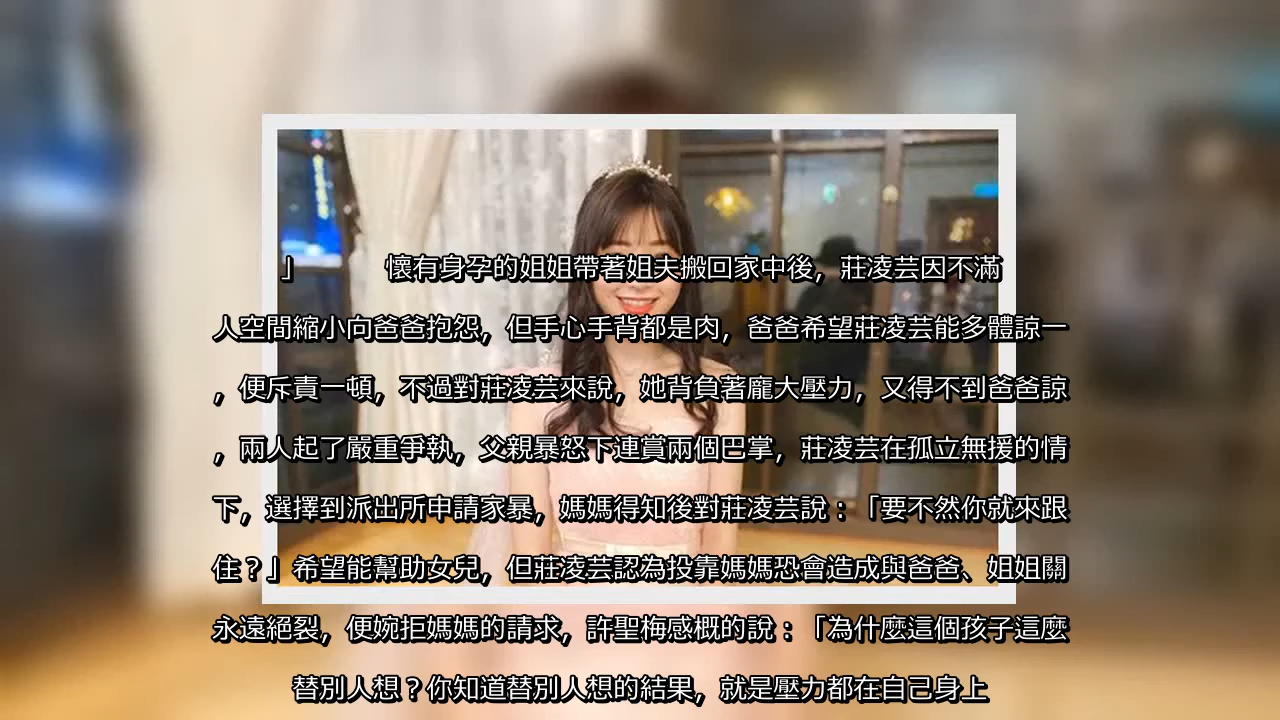 」 懷有身孕的姐姐帶著姐夫搬回家中後，莊凌芸因不滿
人空間縮小向爸爸抱怨，但手心手背都是肉，爸爸希望莊凌芸能多體諒一
，便斥責一頓，不過對莊凌芸來說，她背負著龐大壓力，又得不到爸爸諒
，兩人起了嚴重爭執，父親暴怒下連賞兩個巴掌，莊凌芸在孤立無援的情
下，選擇到派出所申請家暴，媽媽得知後對莊凌芸說：「要不然你就來跟
住？」希望能幫助女兒，但莊凌芸認為投靠媽媽恐會造成與爸爸、姐姐關
永遠絕裂，便婉拒媽媽的請求，許聖梅感概的說：「為什麼這個孩子這麼
替別人想？你知道替別人想的結果，就是壓力都在自己身上